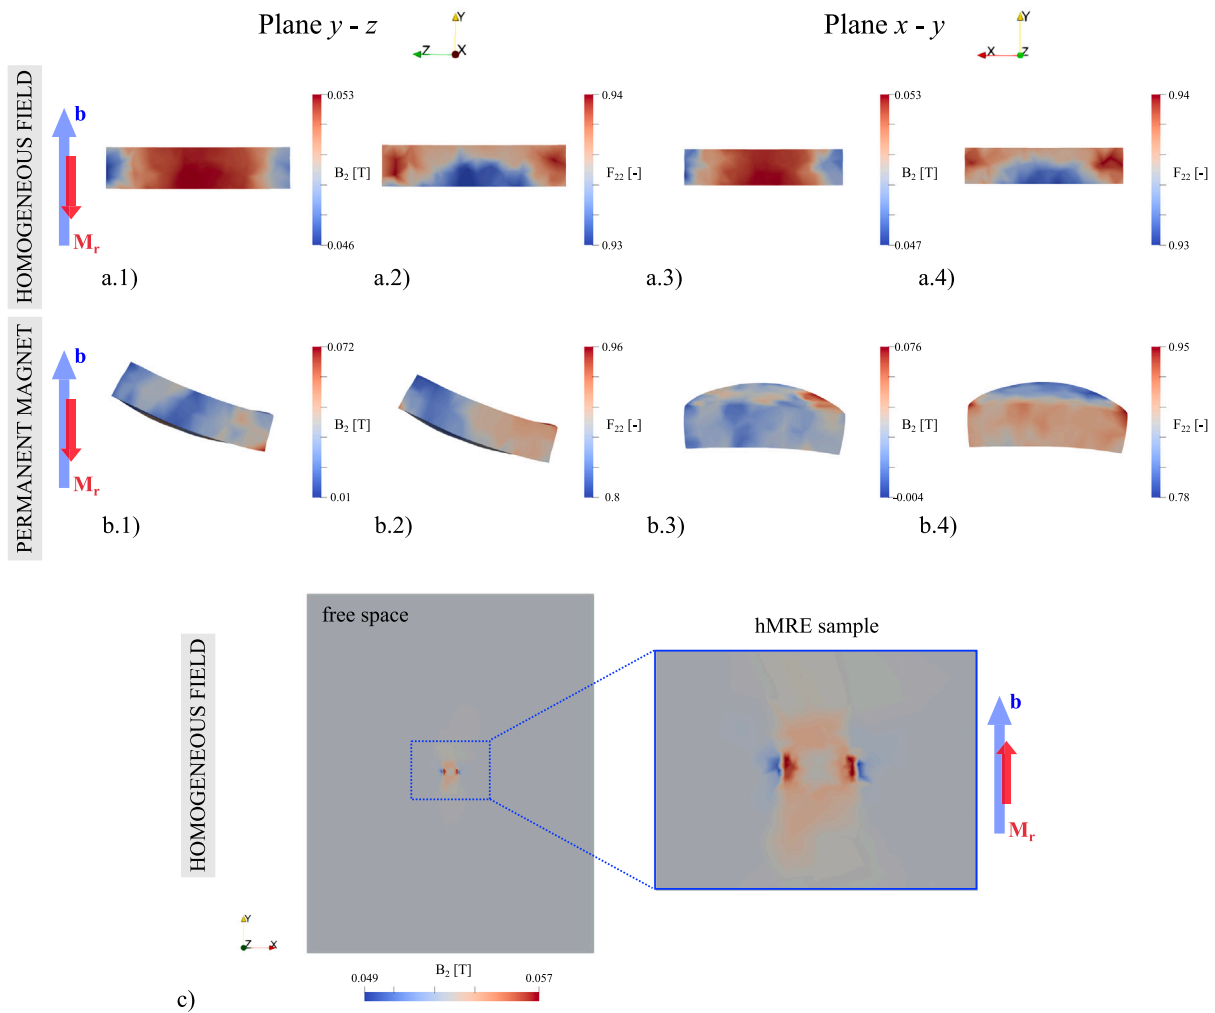 Plane y - z
Y
Z
X
Plane x - y
Y
X
Z
HOMOGENEOUS FIELD
b
M_r
0.053
B_2 [T]
0.046
a.1)
0.94
F_22 [-]
0.93
a.2)
0.053
B_2 [T]
0.047
a.3)
0.94
F_22 [-]
0.93
a.4)
PERMANENT MAGNET
b
M_r
0.072
B_2 [T]
0.01
b.1)
0.96
F_22 [-]
0.8
b.2)
0.076
B_2 [T]
-0.004
b.3)
0.95
F_22 [-]
0.78
b.4)
HOMOGENEOUS FIELD
free space
hMRE sample
b
M_r
Y
Z
X
B_2 [T]
0.049
0.057
c)